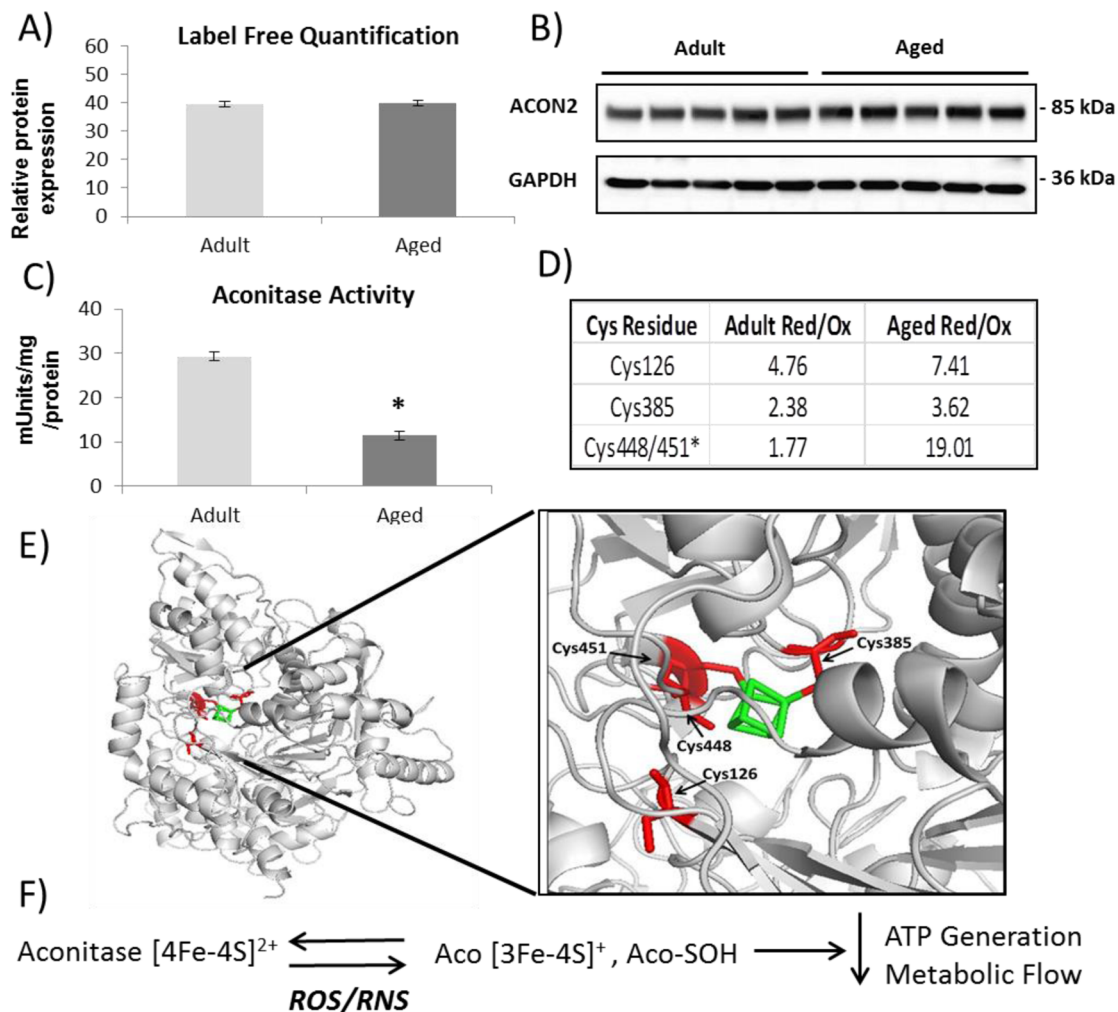 A)
Label Free Quantification
Relative protein
expression
60
50
40
30
20
10
0
Adult
Aged
B)
Adult
Aged
ACON2
- 85 kDa
GAPDH
- 36 kDa
C)
Aconitase Activity
mUnits/mg
/protein
40
30
20
10
0
*
Adult
Aged
D)
Cys Residue Adult Red/Ox Aged Red/Ox
Cys126 4.76 7.41
Cys385 2.38 3.62
Cys448/451* 1.77 19.01
E)
Cys451
Cys385
Cys448
Cys126
F)
Aconitase [4Fe-4S]²⁺
ROS/RNS
Aco [3Fe-4S]⁺ , Aco-SOH
ATP Generation
Metabolic Flow